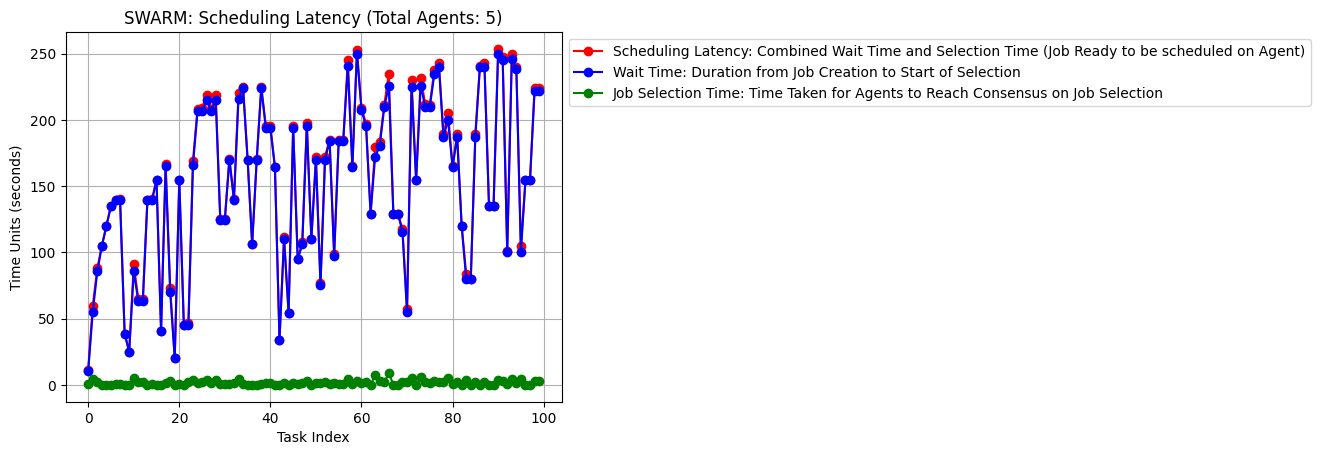 SWARM: Scheduling Latency (Total Agents: 5)
Scheduling Latency: Combined Wait Time and Selection Time (Job Ready to be scheduled on Agent)
Wait Time: Duration from Job Creation to Start of Selection
Job Selection Time: Time Taken for Agents to Reach Consensus on Job Selection
Time Units (seconds)
250
200
150
100
50
0
0 20 40 60 80 100
Task Index